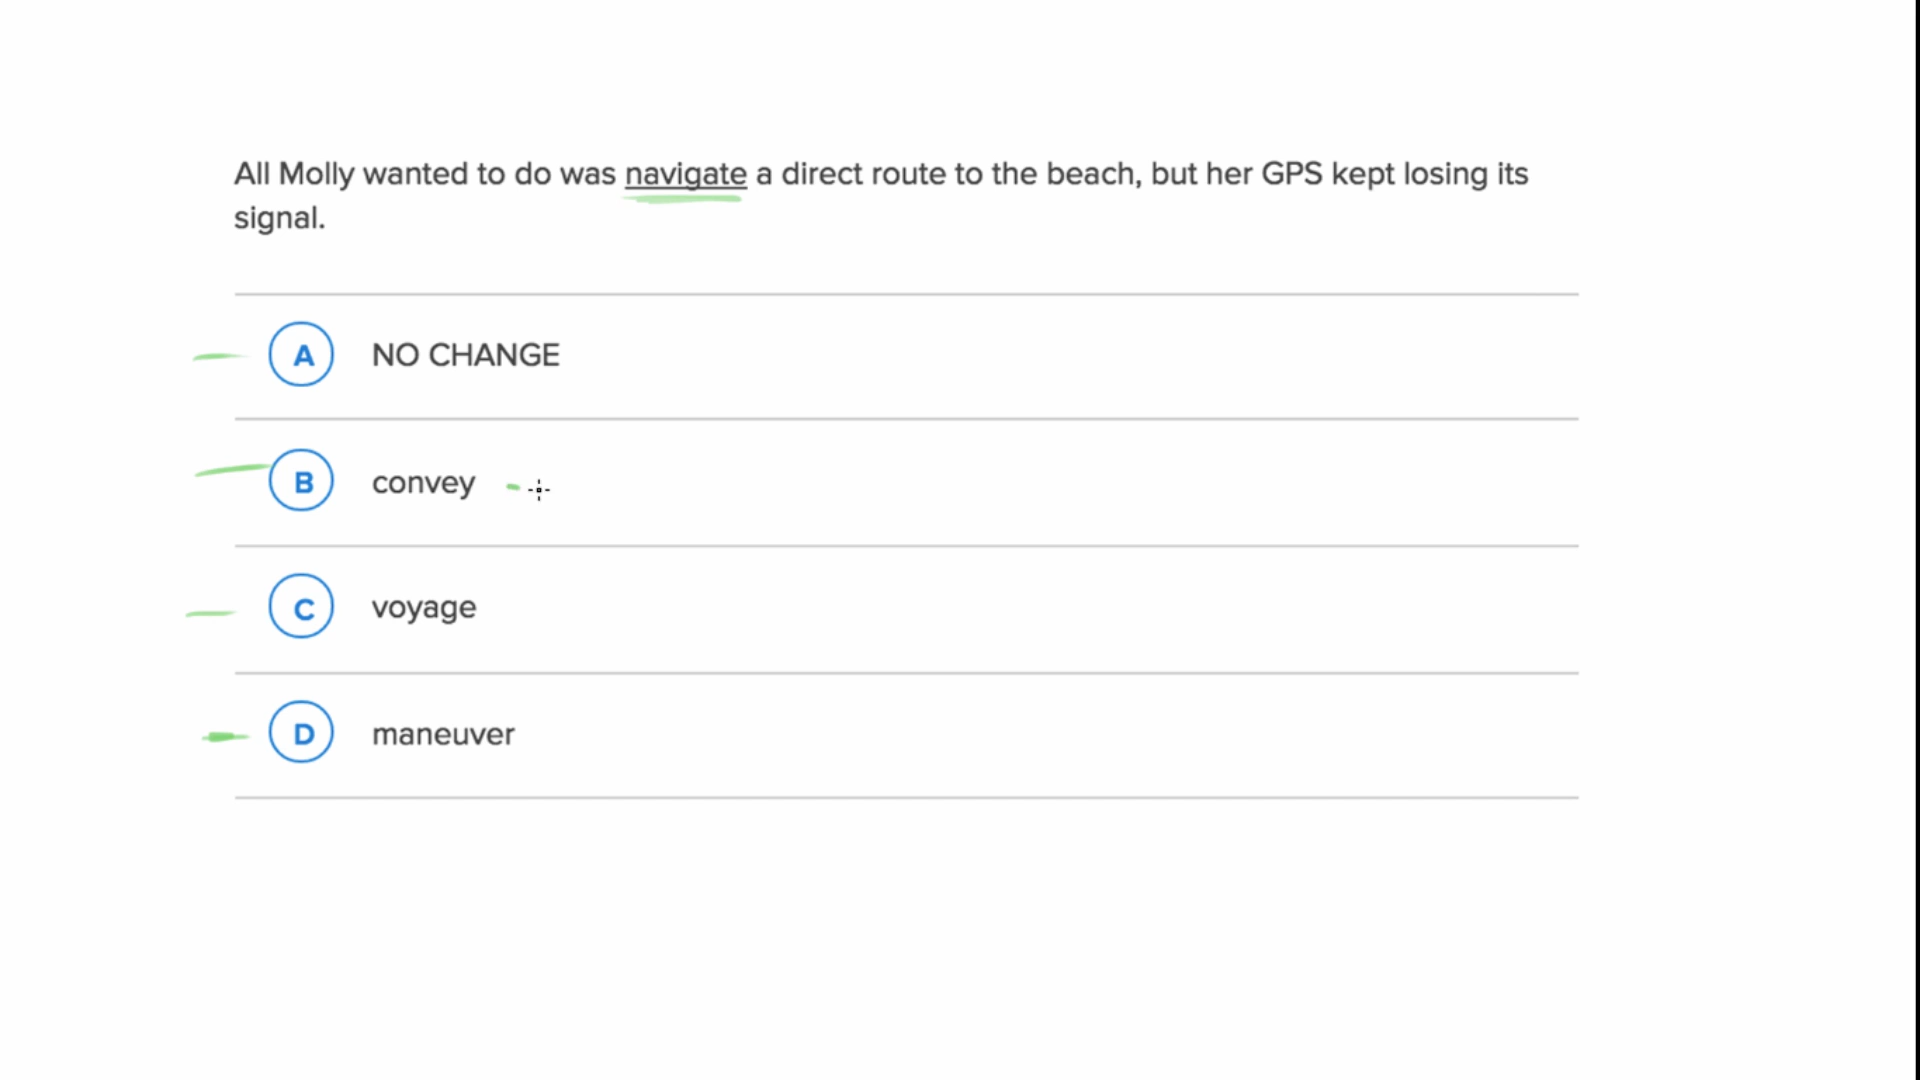 All Molly wanted to do was navigate a direct route to the beach, but her GPS kept losing its
signal.
A NO CHANGE
B convey
C voyage
D maneuver